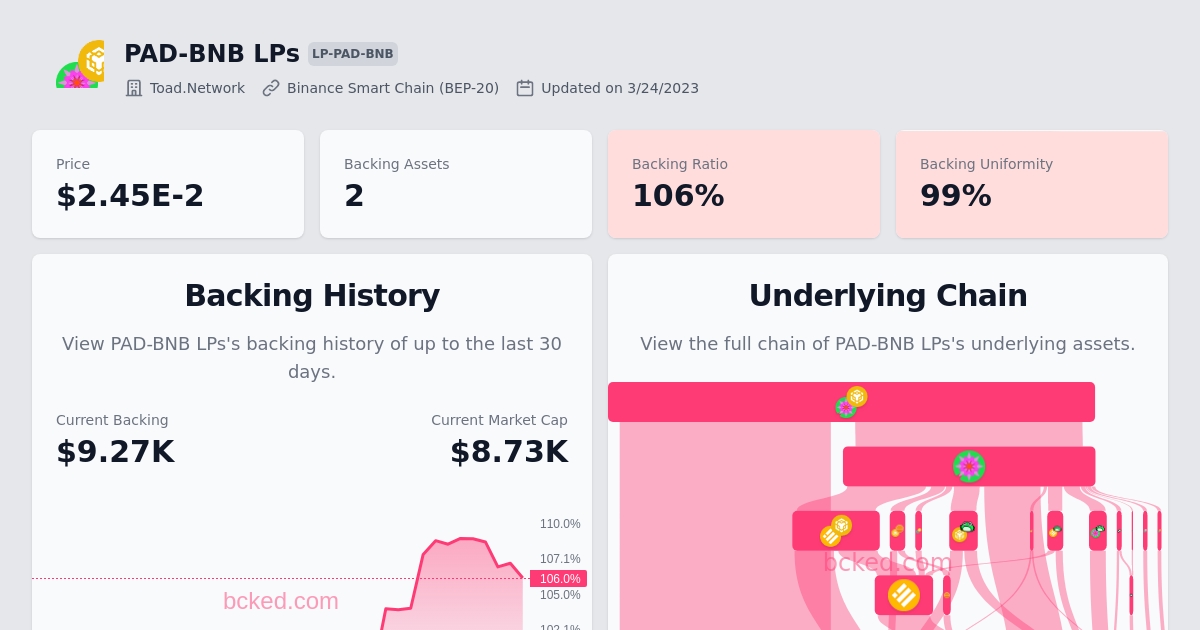 PAD-BNB LPs LP-PAD-BNB
Toad.Network Binance Smart Chain (BEP-20) Updated on 3/24/2023
Price
$2.45E-2
Backing Assets
2
Backing Ratio
106%
Backing Uniformity
99%
Backing History
View PAD-BNB LPs's backing history of up to the last 30
days.
Current Backing
$9.27K
Current Market Cap
$8.73K
110.0%
107.1%
106.0%
105.0%
102.1%
bcked.com
Underlying Chain
View the full chain of PAD-BNB LPs's underlying assets.
bcked.com